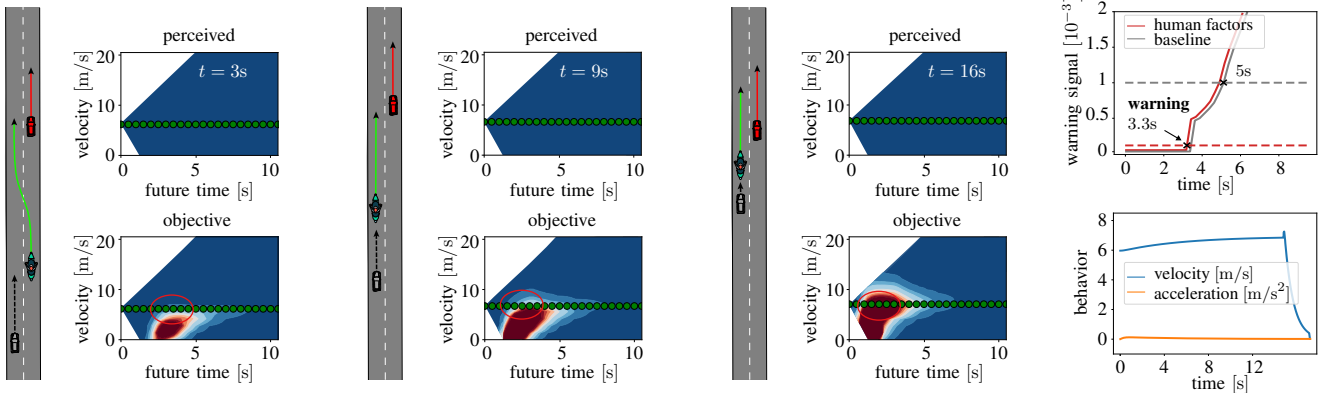 perceived
velocity [m/s]
20
10
0
t = 3s
0
5
10
future time [s]
objective
velocity [m/s]
20
10
0
0
5
10
future time [s]
perceived
velocity [m/s]
20
10
0
t = 9s
5
10
future time [s]
objective
velocity [m/s]
20
10
0
0
5
10
future time [s]
perceived
velocity [m/s]
20
10
0
t = 16s
0
5
10
future time [s]
objective
velocity [m/s]
20
10
0
0
5
10
future time [s]
warning signal [10⁻³
2
1
0.5
0
human factors
baseline
5s
warning
3.3s
0
2
4
6
8
time [s]
behavior
8
6
4
2
0
velocity [m/s]
acceleration [m/s²]
0
4
8
12
time [s]